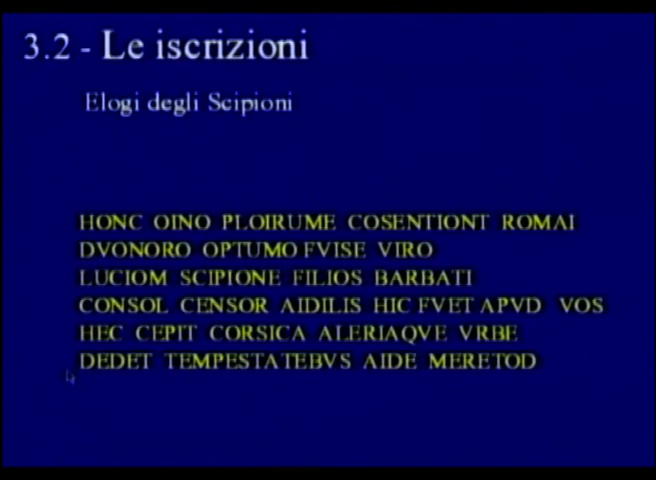 3.2 - Le iscrizioni
Elogi degli Scipioni
HONC OINO PLOIRUME COSENTIONT ROMAI
DVONORO OPTUMO FVISE VIRO
LUCIOM SCIPIONE FILIOS BARBATI
CONSOL CENSOR AIDILIS HIC FVET APVD VOS
HEC CEPIT CORSICA ALERIAQVE VRBE
DEDET TEMPESTATEBVS AIDE MERETOD